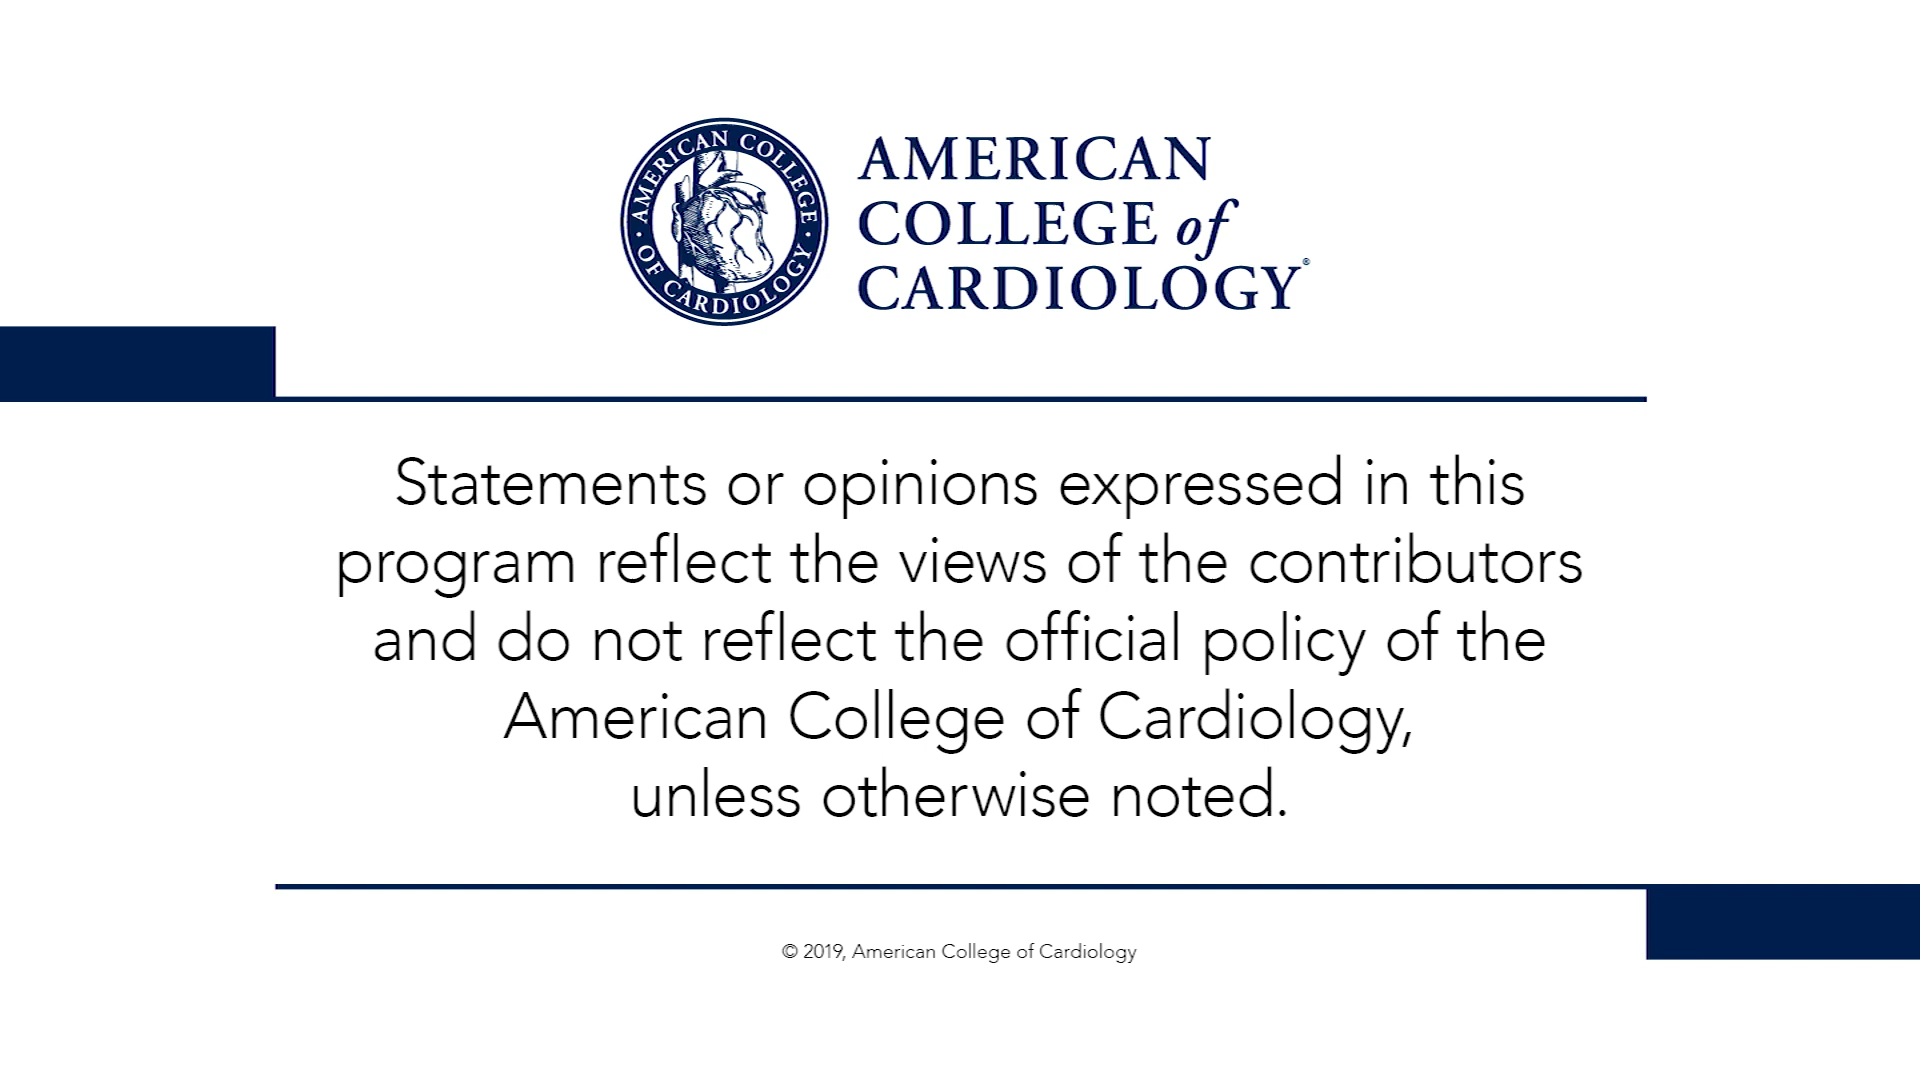 AMERICAN COLLEGE
· OF CARDIOLOGY ·
AMERICAN
COLLEGE of
CARDIOLOGY®
Statements or opinions expressed in this
program reflect the views of the contributors
and do not reflect the official policy of the
American College of Cardiology,
unless otherwise noted.
© 2019, American College of Cardiology